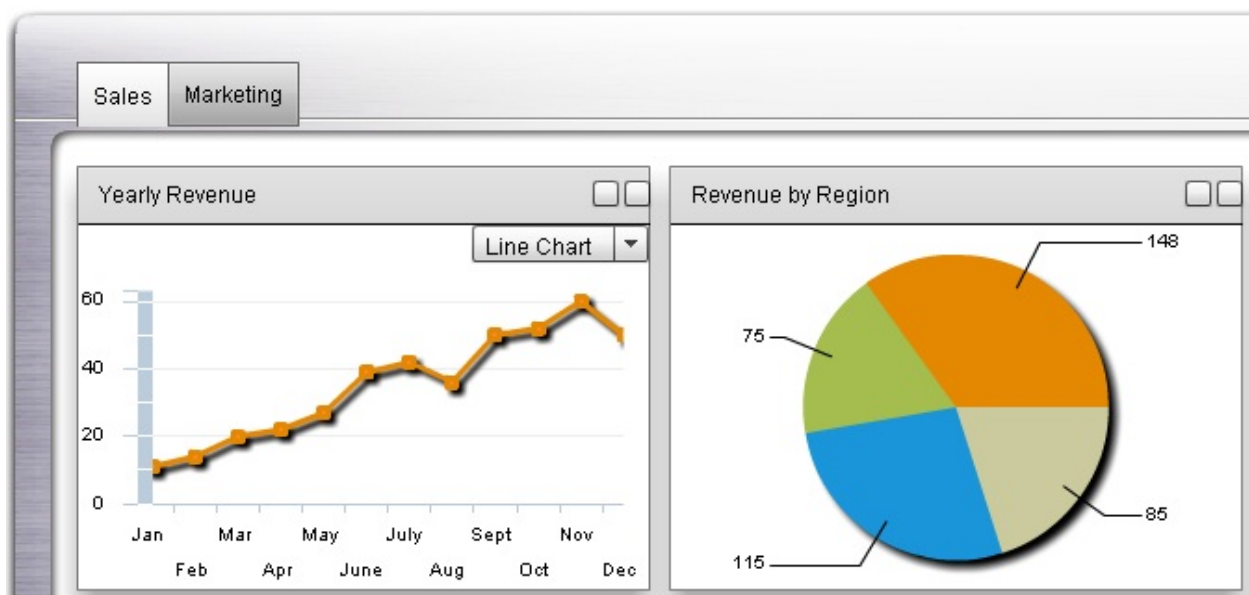 Sales
Marketing
Yearly Revenue
Line Chart
60
40
20
0
Jan
Feb
Mar
Apr
May
June
July
Aug
Sept
Oct
Nov
Dec
Revenue by Region
148
75
85
115